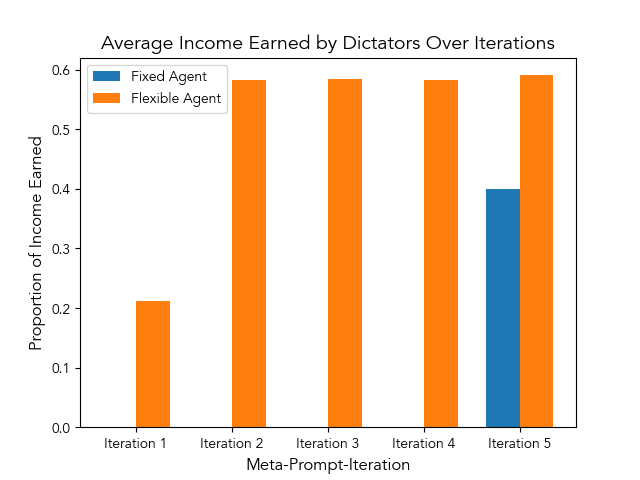 Average Income Earned by Dictators Over Iterations
Fixed Agent
Flexible Agent
Proportion of Income Earned
0.6
0.5
0.4
0.3
0.2
0.1
0.0
Iteration 1
Iteration 2
Iteration 3
Iteration 4
Iteration 5
Meta-Prompt-Iteration